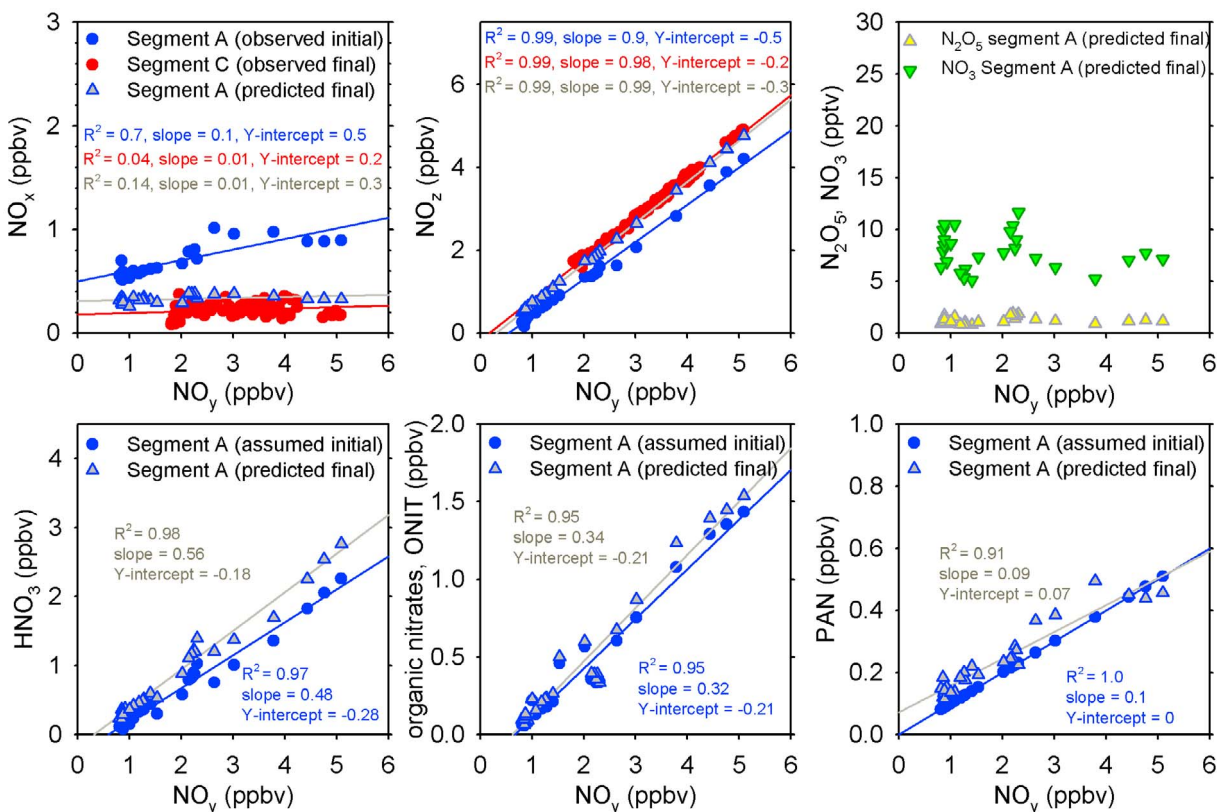 NOₓ (ppbv)
3
2
1
0
Segment A (observed initial)
Segment C (observed final)
Segment A (predicted final)
R² = 0.7, slope = 0.1, Y-intercept = 0.5
R² = 0.04, slope = 0.01, Y-intercept = 0.2
R² = 0.14, slope = 0.01, Y-intercept = 0.3
0 1 2 3 4 5 6
NOᵧ (ppbv)
NO_z (ppbv)
6
4
2
0
R² = 0.99, slope = 0.9, Y-intercept = -0.5
R² = 0.99, slope = 0.98, Y-intercept = -0.2
R² = 0.99, slope = 0.99, Y-intercept = -0.3
0 1 2 3 4 5 6
NOᵧ (ppbv)
N₂O₅, NO₃ (pptv)
30
25
20
15
10
5
0
N₂O₅ segment A (predicted final)
NO₃ Segment A (predicted final)
0 1 2 3 4 5 6
NOᵧ (ppbv)
HNO₃ (ppbv)
4
3
2
1
0
Segment A (assumed initial)
Segment A (predicted final)
R² = 0.98
slope = 0.56
Y-intercept = -0.18
R² = 0.97
slope = 0.48
Y-intercept = -0.28
0 1 2 3 4 5 6
NOᵧ (ppbv)
organic nitrates, ONIT (ppbv)
2.0
1.5
1.0
0.5
0.0
Segment A (assumed initial)
Segment A (predicted final)
R² = 0.95
slope = 0.34
Y-intercept = -0.21
R² = 0.95
slope = 0.32
Y-intercept = -0.21
0 1 2 3 4 5 6
NOᵧ (ppbv)
PAN (ppbv)
1.0
0.8
0.6
0.4
0.2
0.0
Segment A (assumed initial)
Segment A (predicted final)
R² = 0.91
slope = 0.09
Y-intercept = 0.07
R² = 1.0
slope = 0.1
Y-intercept = 0
0 1 2 3 4 5 6
NOᵧ (ppbv)